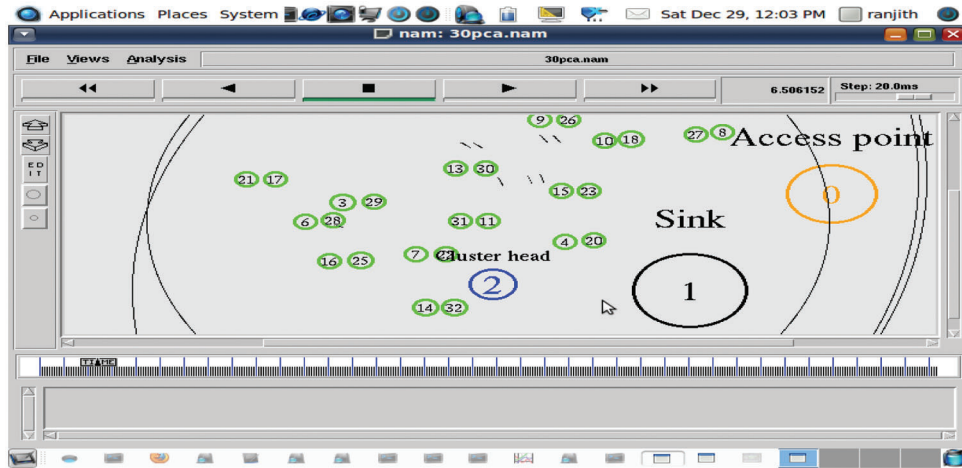 Applications Places System Sat Dec 29, 12:03 PM ranjith
nam: 30pca.nam
File Views Analysis 30pca.nam
6.506152 Step: 20.0ms
E D
I T
9 26
10 18 27 8 Access point
13 30
21 17 15 23 0
3 29
6 28 31 11 Sink
4 20
16 25 7 Cluster head
2 1
14 32
TIME